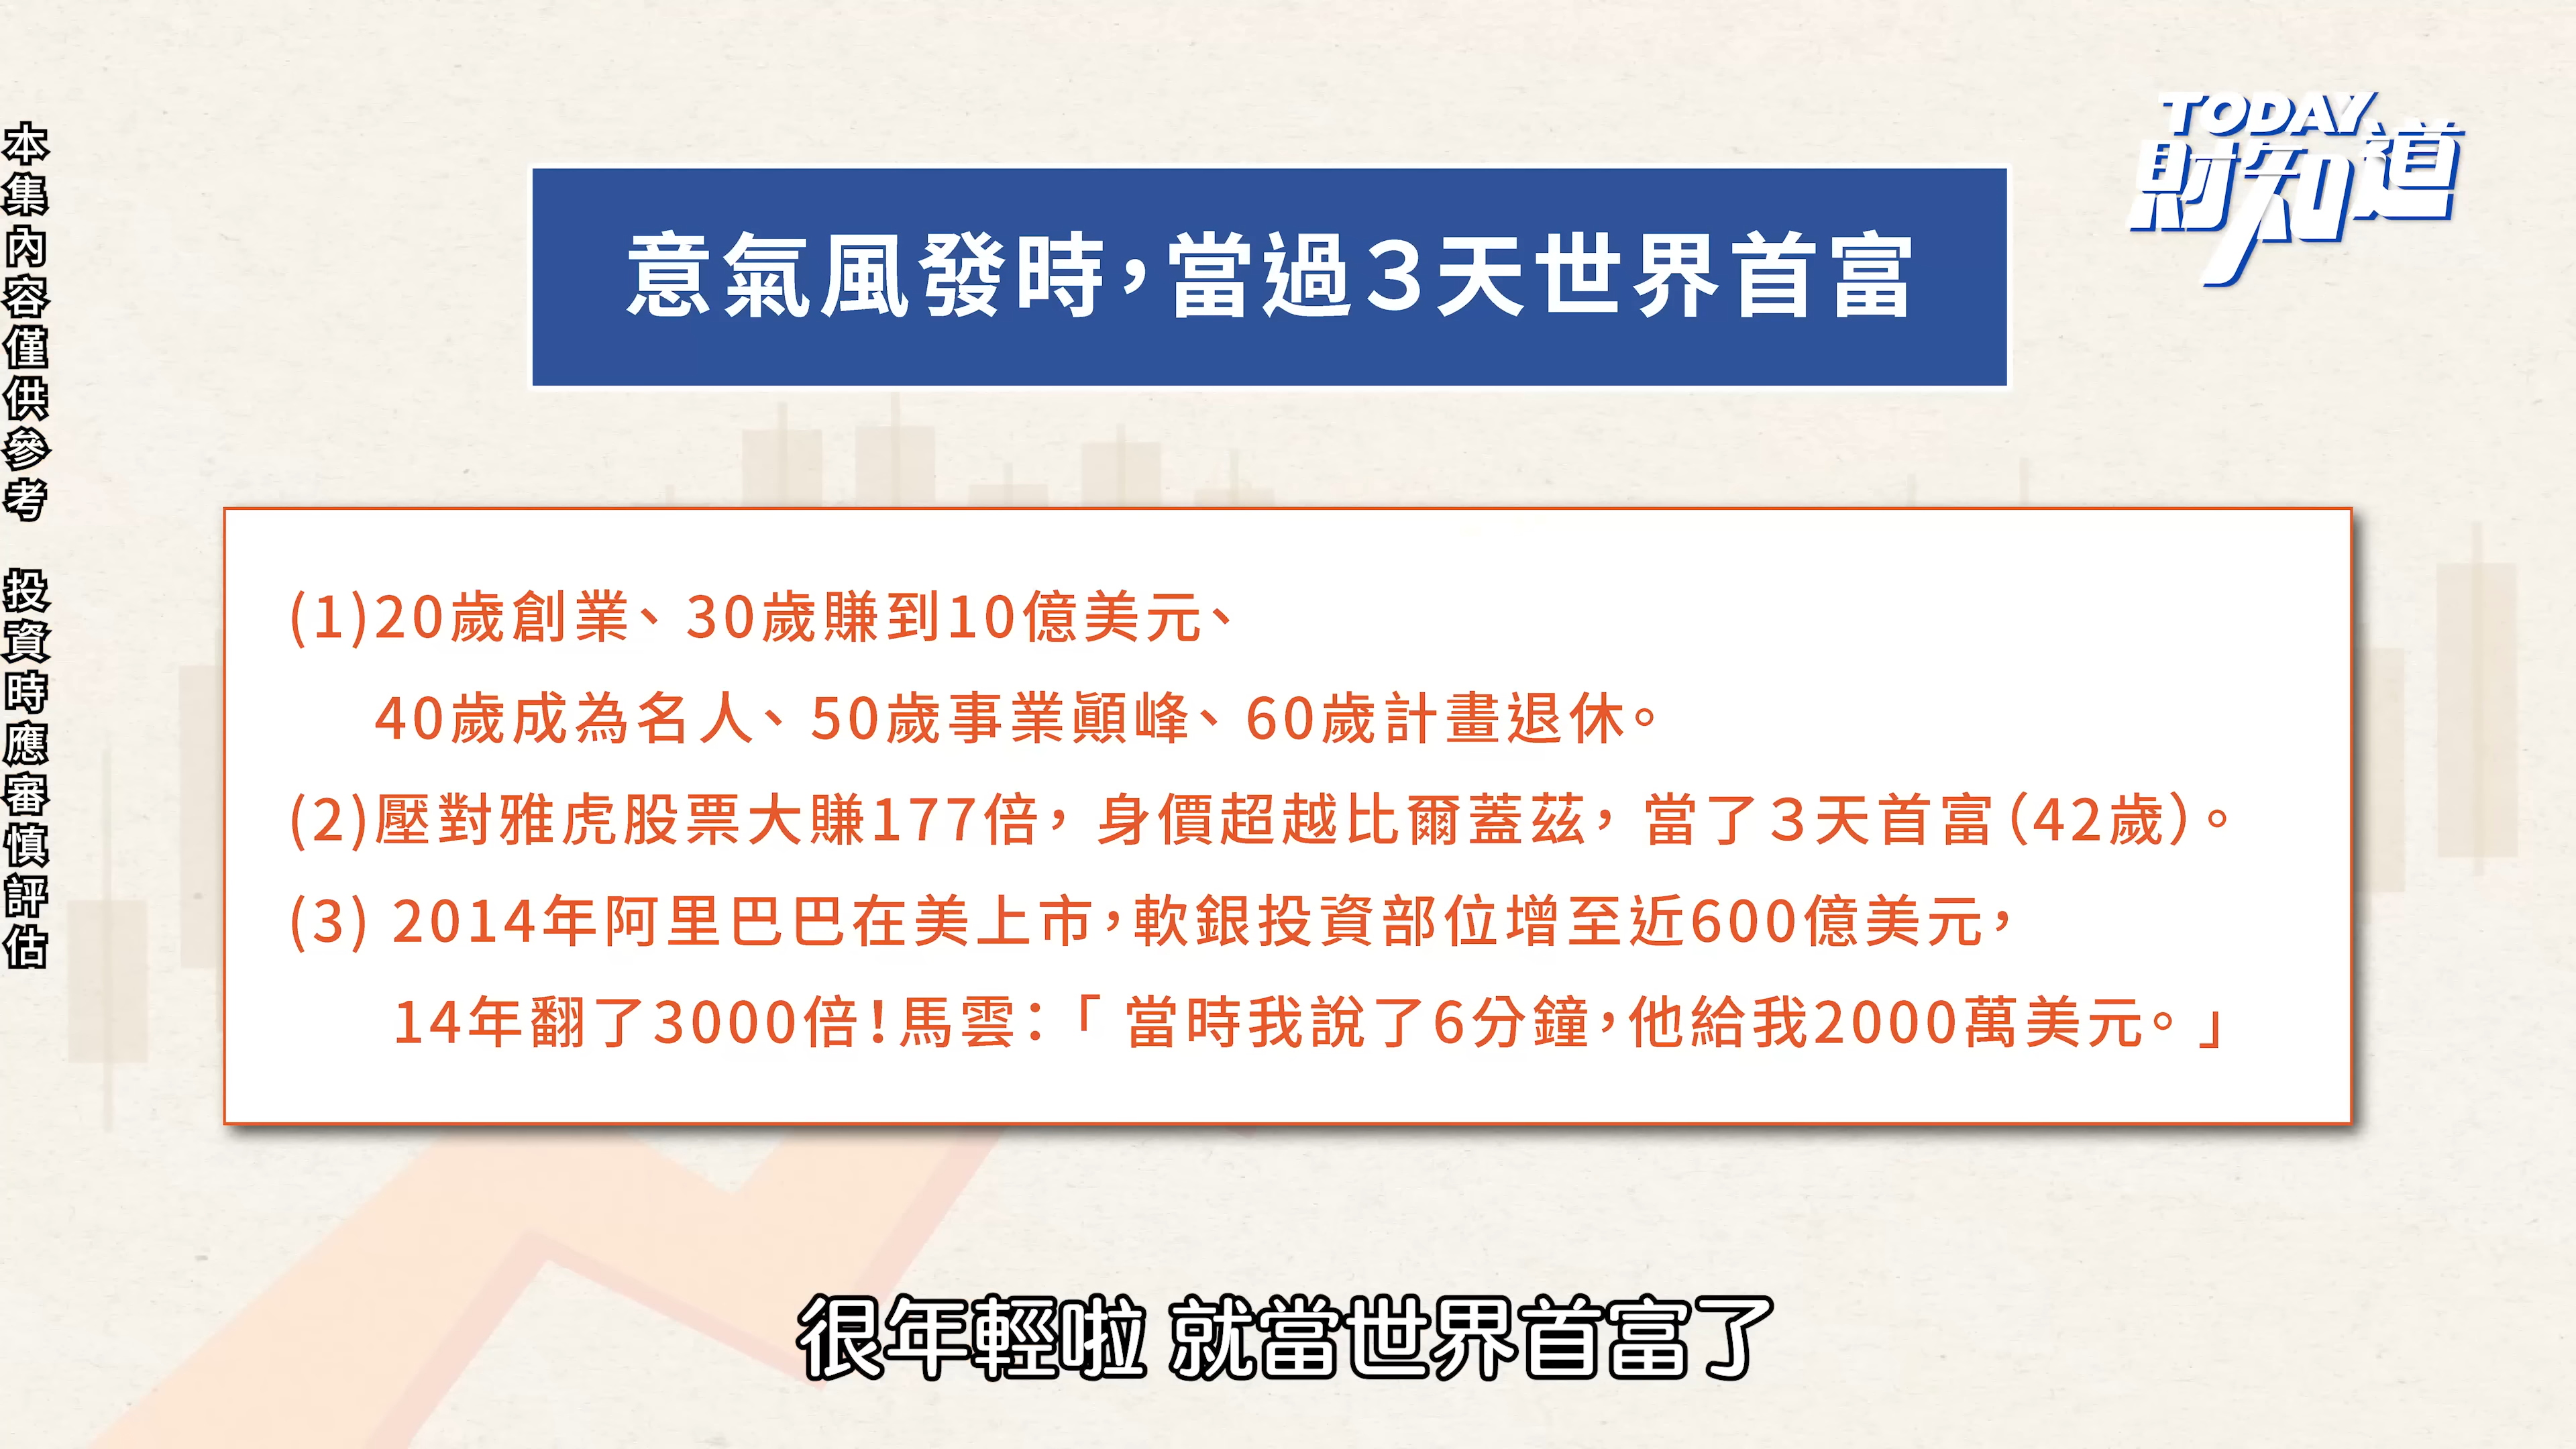 本集內容僅供參考 投資時應審慎評估
TODAY
財知道
意氣風發時，當過3天世界首富
(1)20歲創業、30歲賺到10億美元、
40歲成為名人、50歲事業巔峰、60歲計畫退休。
(2)壓對雅虎股票大賺177倍，身價超越比爾蓋茲，當了3天首富（42歲）。
(3) 2014年阿里巴巴在美上市，軟銀投資部位增至近600億美元，
14年翻了3000倍！馬雲：「當時我說了6分鐘，他給我2000萬美元。」
很年輕啦 就當世界首富了